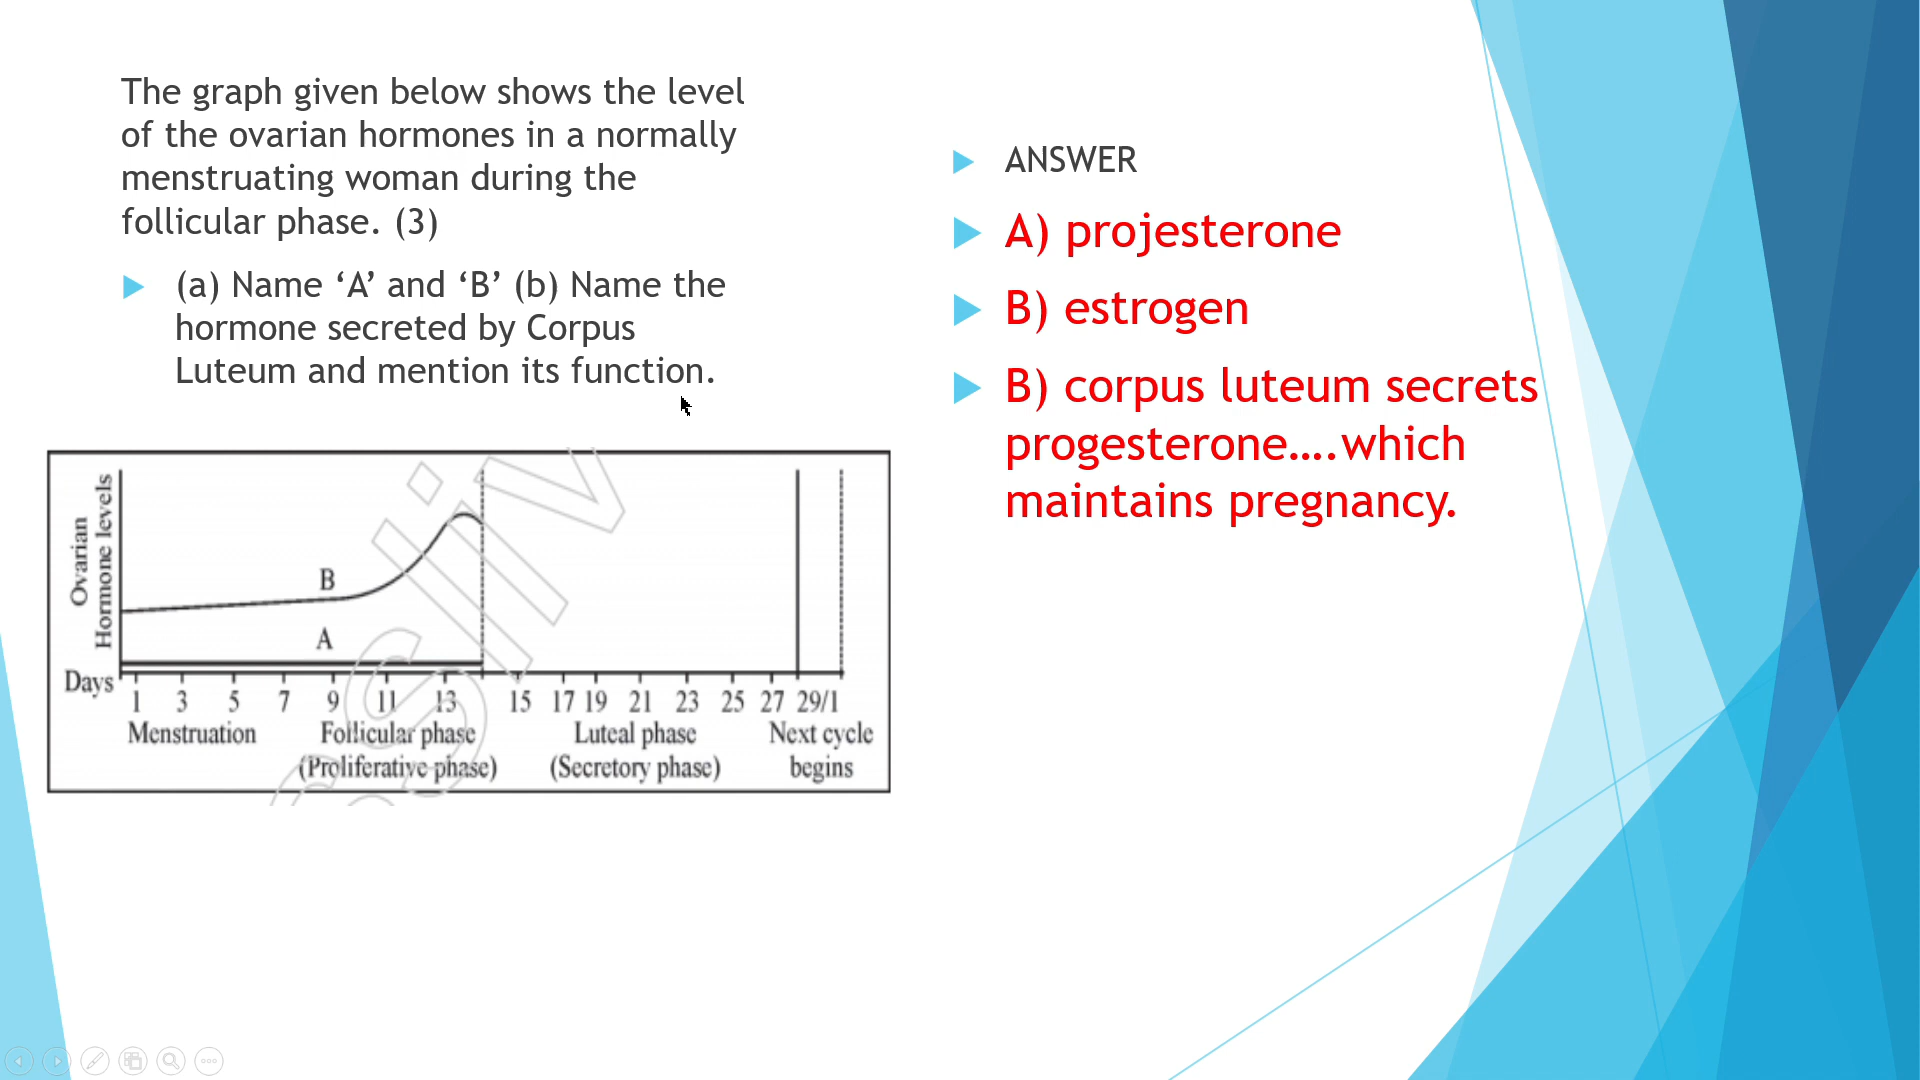 The graph given below shows the level
of the ovarian hormones in a normally
menstruating woman during the
follicular phase. (3)
(a) Name ‘A’ and ‘B’ (b) Name the
hormone secreted by Corpus
Luteum and mention its function.
Ovarian
Hormone levels
B
A
Days
1 3 5 7 9 11 13 15 17 19 21 23 25 27 29/1
Menstruation Follicular phase Luteal phase Next cycle
(Proliferative phase) (Secretory phase) begins
ANSWER
A) projesterone
B) estrogen
B) corpus luteum secrets
progesterone....which
maintains pregnancy.